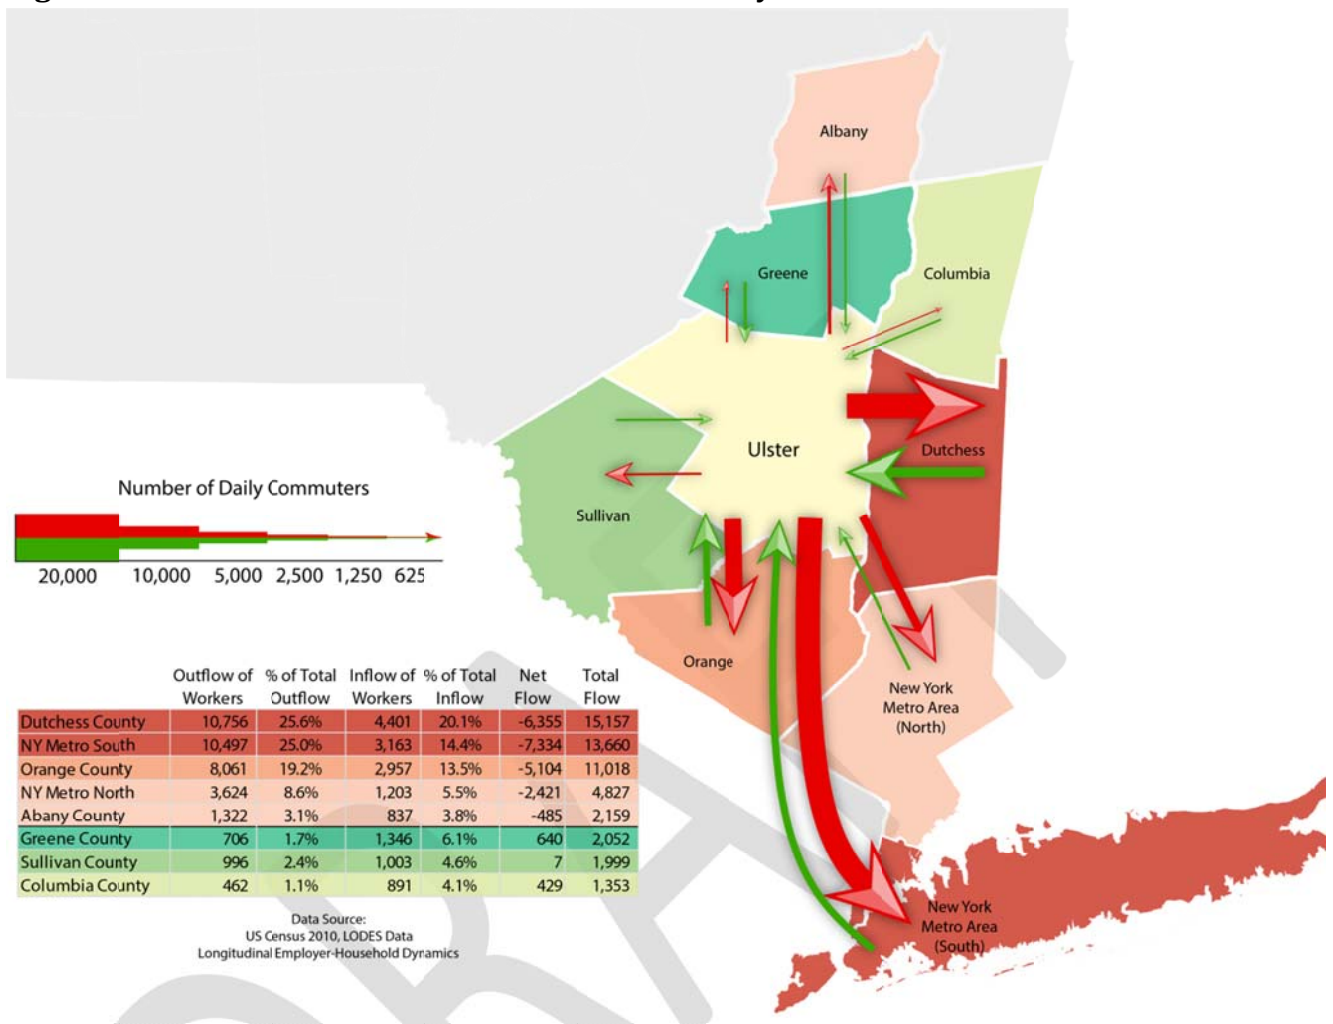 Albany
Greene
Columbia
Ulster
Dutchess
Sullivan
Orange
New York
Metro Area
(North)
New York
Metro Area
(South)
Number of Daily Commuters
20,000 10,000 5,000 2,500 1,250 625
Outflow of % of Total Inflow of % of Total Net Total
Workers Outflow Workers Inflow Flow Flow
Dutchess County 10,756 25.6% 4,401 20.1% -6,355 15,157
NY Metro South 10,497 25.0% 3,163 14.4% -7,334 13,660
Orange County 8,061 19.2% 2,957 13.5% -5,104 11,018
NY Metro North 3,624 8.6% 1,203 5.5% -2,421 4,827
Abany County 1,322 3.1% 837 3.8% -485 2,159
Greene County 706 1.7% 1,346 6.1% 640 2,052
Sullivan County 996 2.4% 1,003 4.6% 7 1,999
Columbia County 462 1.1% 891 4.1% 429 1,353
Data Source:
US Census 2010, LODES Data
Longitudinal Employer-Household Dynamics